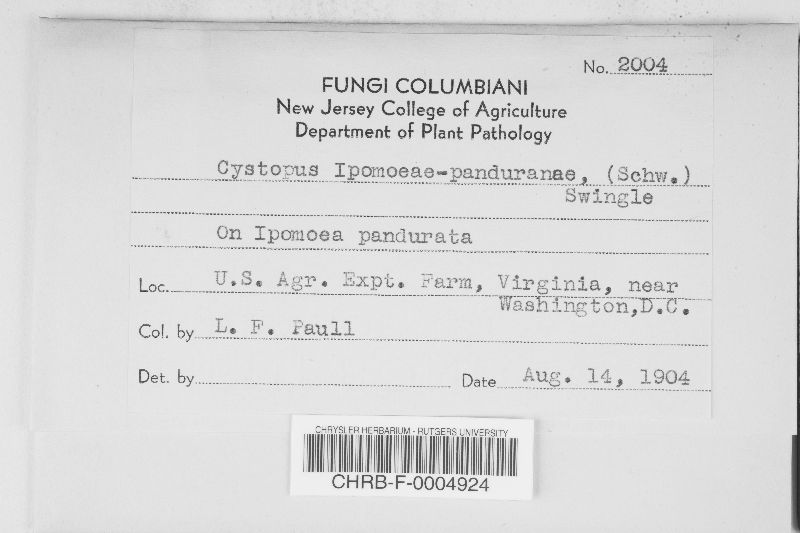 No. 2004
FUNGI COLUMBIANI
New Jersey College of Agriculture
Department of Plant Pathology
Cystopus Ipomoeae-panduranae, (Schw.)
Swingle
On Ipomoea pandurata
Loc. U.S. Agr. Expt. Farm, Virginia, near
Washington,D.C.
Col. by L. F. Paull
Det. by
Date Aug. 14, 1904
CHRYSLER HERBARIUM - RUTGERS UNIVERSITY
CHRB-F-0004924